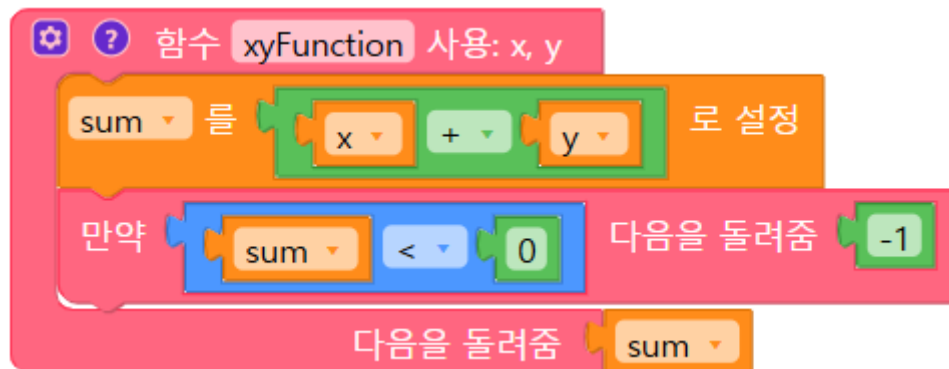 ? 함수 xyFunction 사용: x, y
sum 를 x + y 로 설정
만약 sum < 0 다음을 돌려줌 -1
다음을 돌려줌 sum